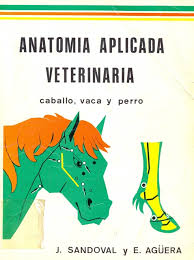 ANATOMIA APLICADA
VETERINARIA
caballo, vaca y perro
J. SANDOVAL y E. AGÜERA